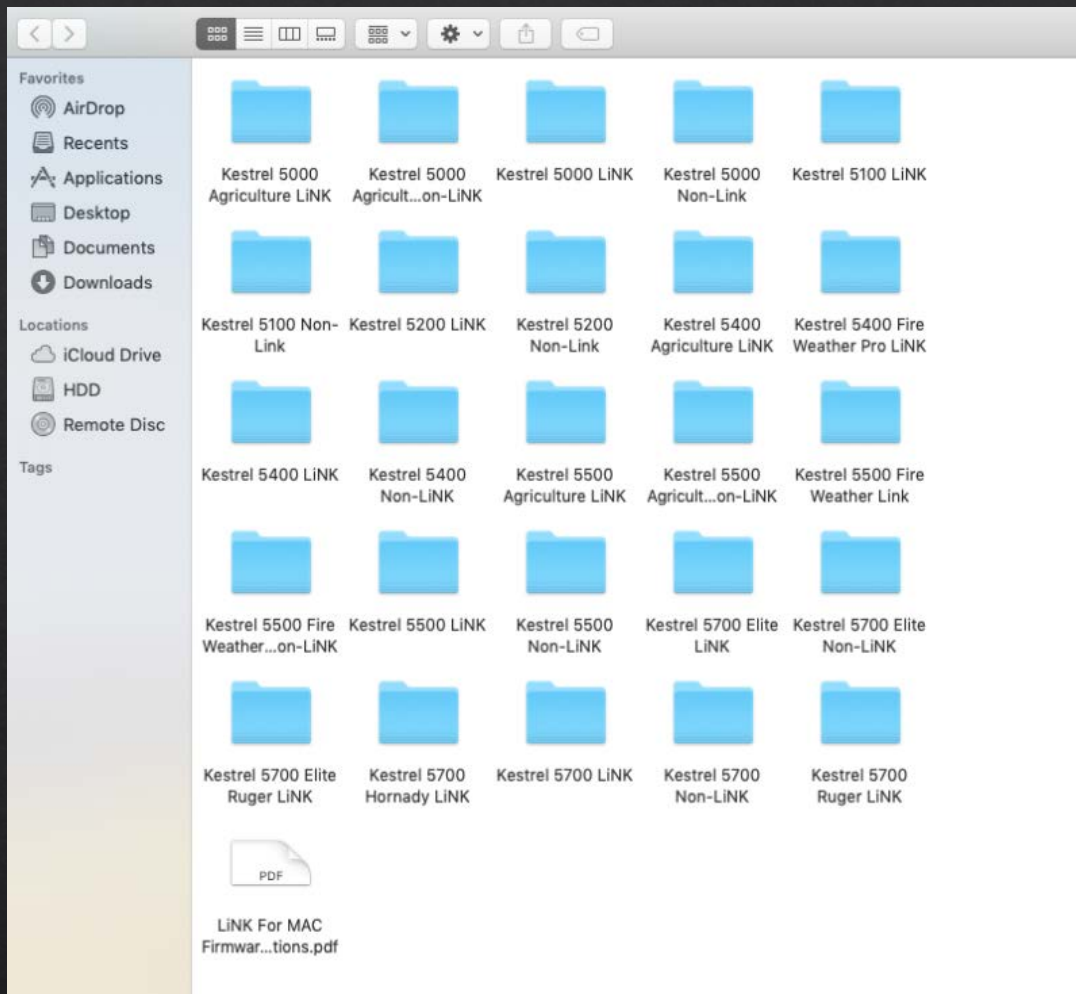 Favorites
AirDrop
Recents
Applications
Desktop
Documents
Downloads
Locations
iCloud Drive
HDD
Remote Disc
Tags
Kestrel 5000
Agriculture LiNK
Kestrel 5000
Agricult...on-LiNK
Kestrel 5000 LiNK
Kestrel 5000
Non-Link
Kestrel 5100 LiNK
Kestrel 5100 Non-
Link
Kestrel 5200 LiNK
Kestrel 5200
Non-Link
Kestrel 5400
Agriculture LiNK
Kestrel 5400 Fire
Weather Pro LiNK
Kestrel 5400 LiNK
Kestrel 5400
Non-LiNK
Kestrel 5500
Agriculture LiNK
Kestrel 5500
Agricult...on-LiNK
Kestrel 5500 Fire
Weather Link
Kestrel 5500 Fire
Weather...on-LiNK
Kestrel 5500 LiNK
Kestrel 5500
Non-LiNK
Kestrel 5700 Elite
LiNK
Kestrel 5700 Elite
Non-LiNK
Kestrel 5700 Elite
Ruger LiNK
Kestrel 5700
Hornady LiNK
Kestrel 5700 LiNK
Kestrel 5700
Non-LiNK
Kestrel 5700
Ruger LiNK
PDF
LiNK For MAC
Firmwar...tions.pdf